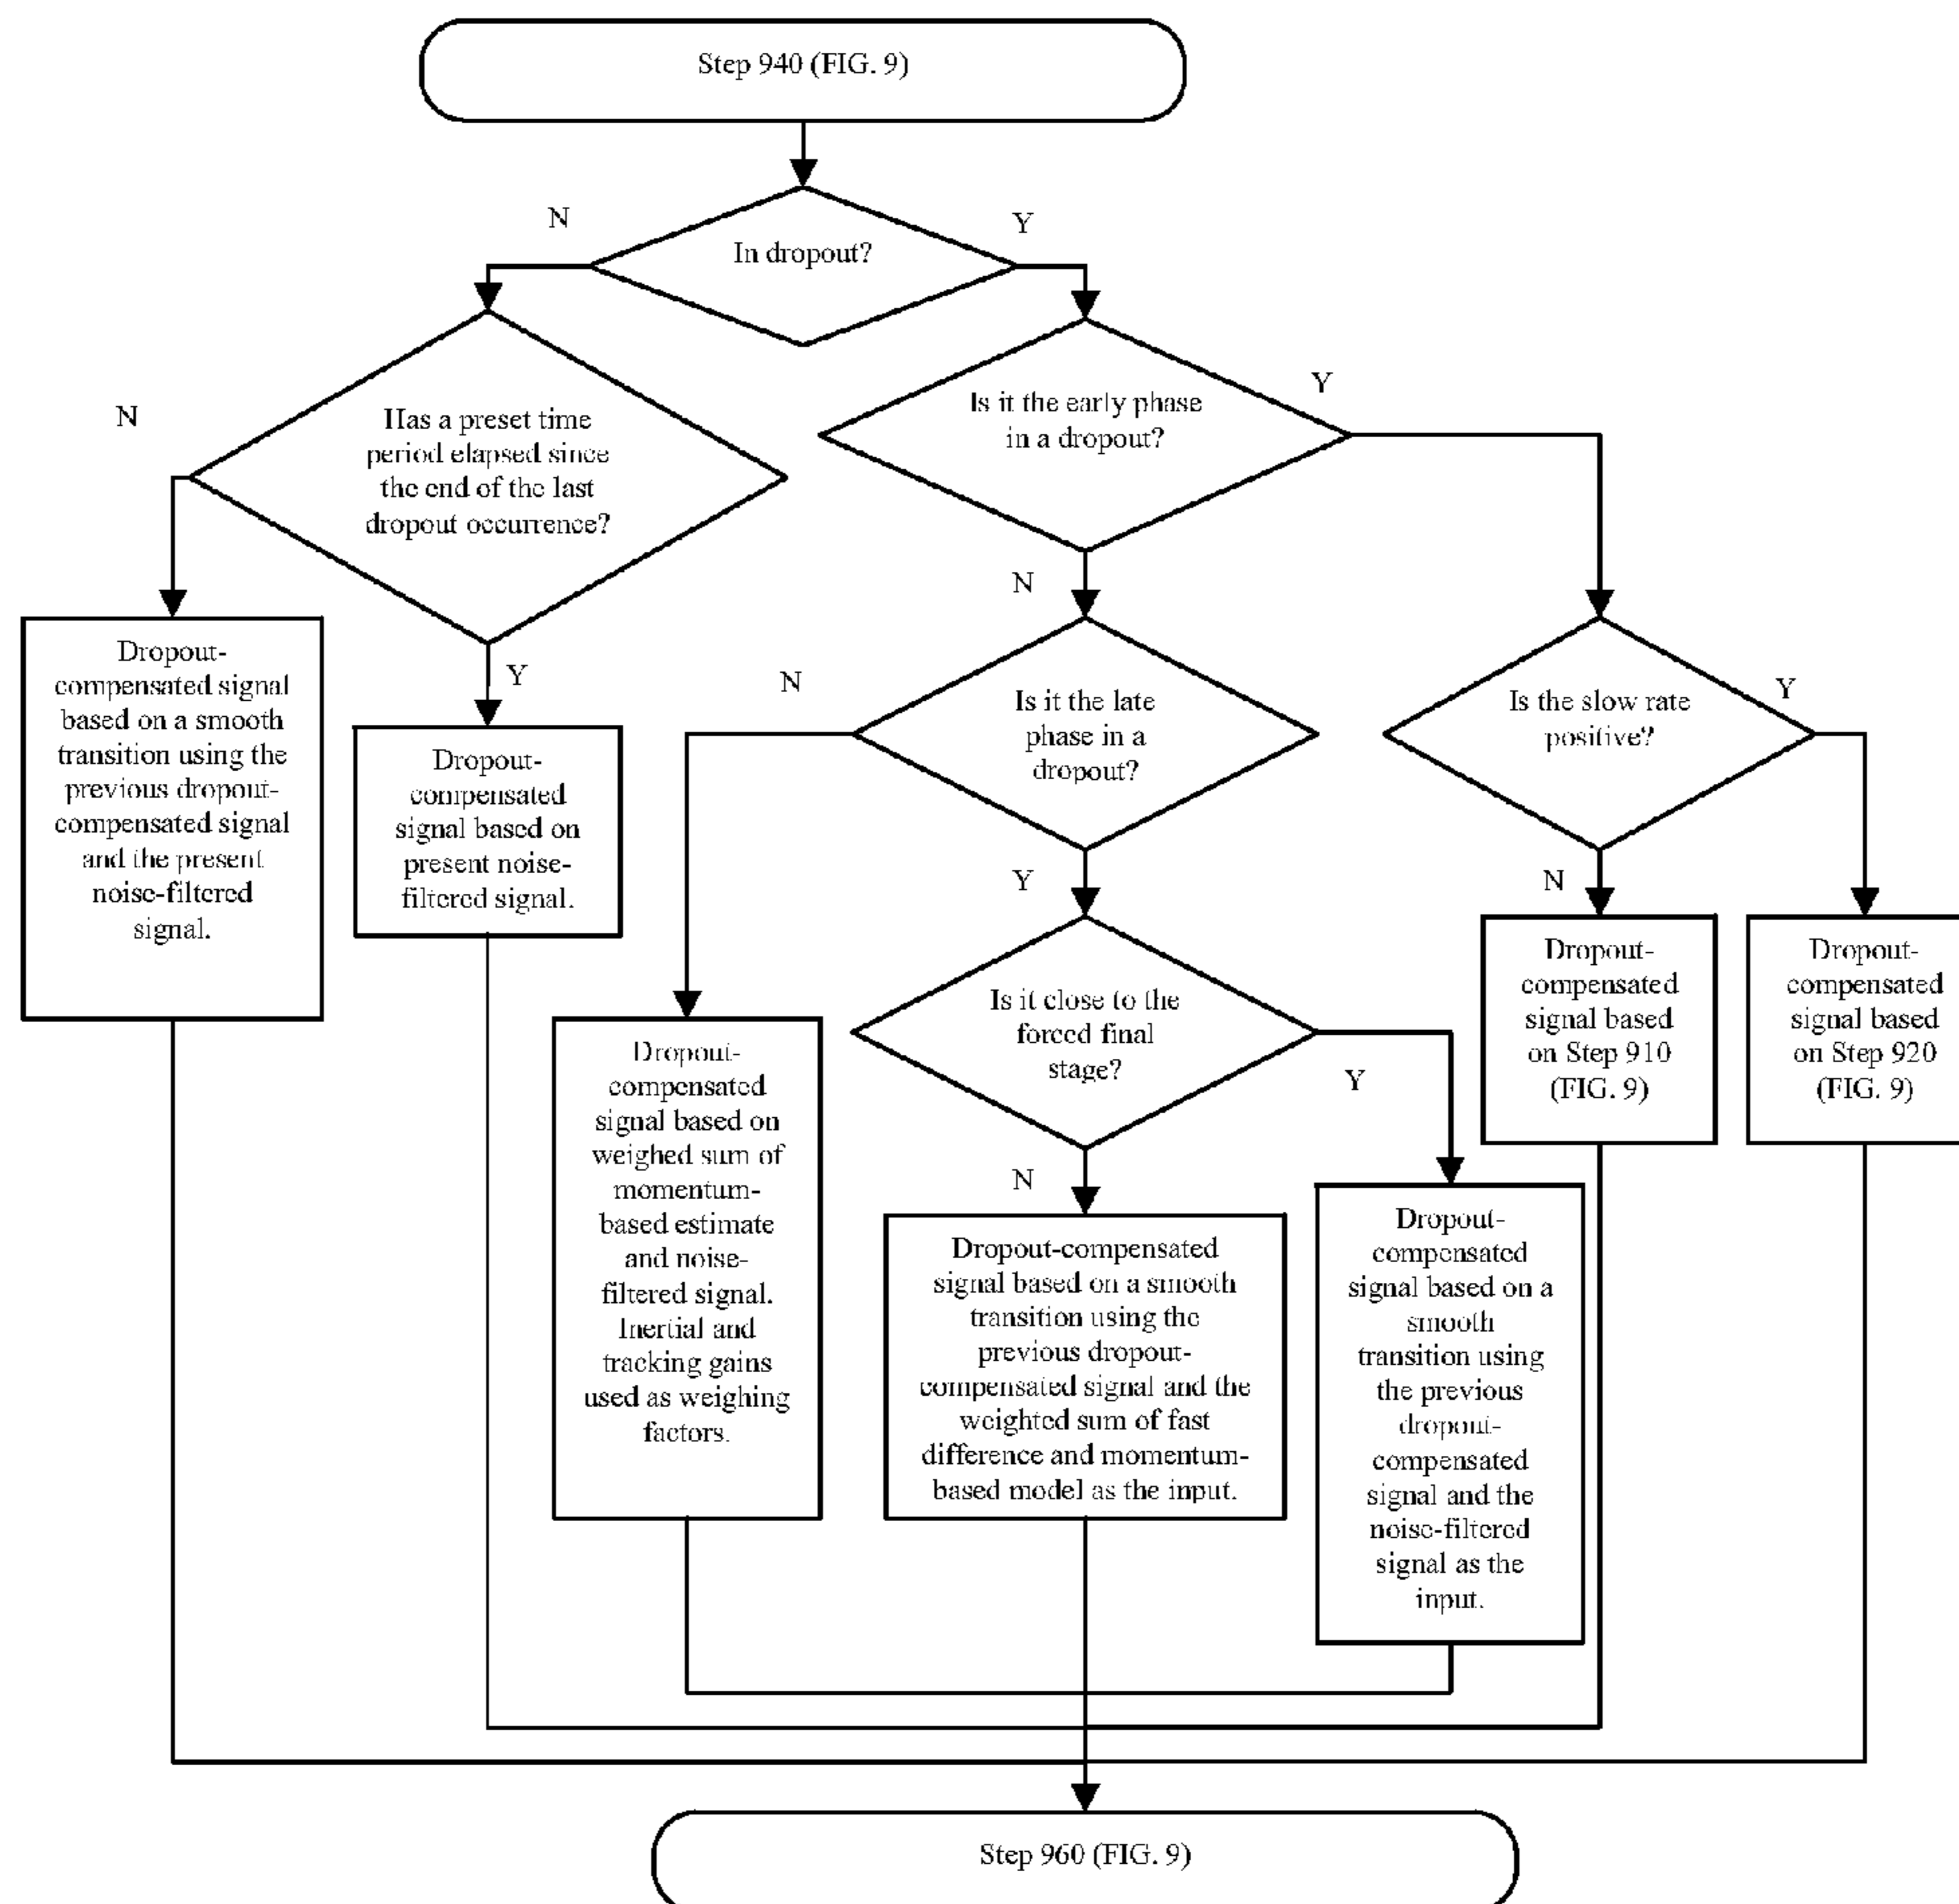 Step 940 (FIG. 9)
N
Y
In dropout?
N
Has a preset time
period elapsed since
the end of the last
dropout occurrence?
Y
Is it the early phase
in a dropout?
Y
N
Dropout-
compensated signal
based on a smooth
transition using the
previous dropout-
compensated signal
and the present
noise-filtered
signal.
Dropout-
compensated
signal based on
present noise-
filtered signal.
N
Is it the late
phase in a
dropout?
Y
Is the slow rate
positive?
Y
N
Dropout-
compensated
signal based on
weighed sum of
momentum-
based estimate
and noise-
filtered signal.
Inertial and
tracking gains
used as weighing
factors.
Is it close to the
forced final
stage?
Y
N
Dropout-
compensated
signal based
on Step 910
(FIG. 9)
Dropout-
compensated
signal based
on Step 920
(FIG. 9)
Dropout-compensated
signal based on a smooth
transition using the
previous dropout-
compensated signal and the
weighted sum of fast
difference and momentum-
based model as the input.
Dropout-
compensated
signal based on a
smooth
transition using
the previous
dropout-
compensated
signal and the
noise-filtered
signal as the
input.
Step 960 (FIG. 9)